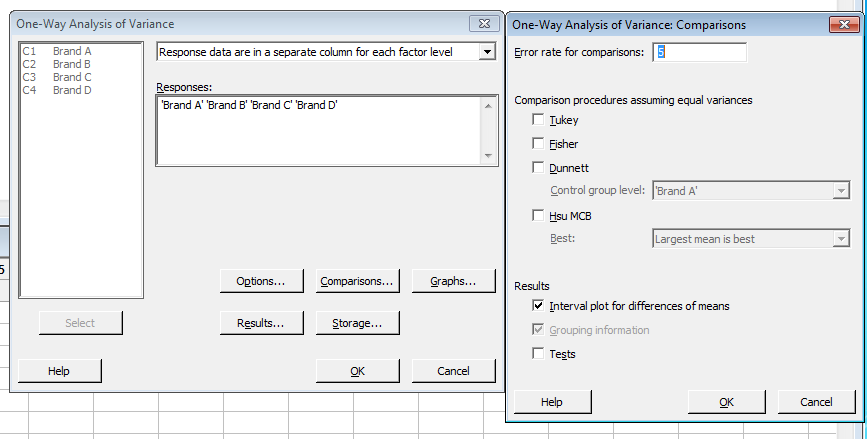 One-Way Analysis of Variance
C1 Brand A
C2 Brand B
C3 Brand C
C4 Brand D
Response data are in a separate column for each factor level
Responses:
'Brand A' 'Brand B' 'Brand C' 'Brand D'
Options...
Comparisons...
Graphs...
Select
Results...
Storage...
Help
OK
Cancel
5
One-Way Analysis of Variance: Comparisons
Error rate for comparisons: 5
Comparison procedures assuming equal variances
Tukey
Fisher
Dunnett
Control group level: 'Brand A'
Hsu MCB
Best: Largest mean is best
Results
Interval plot for differences of means
Grouping information
Tests
Help
OK
Cancel